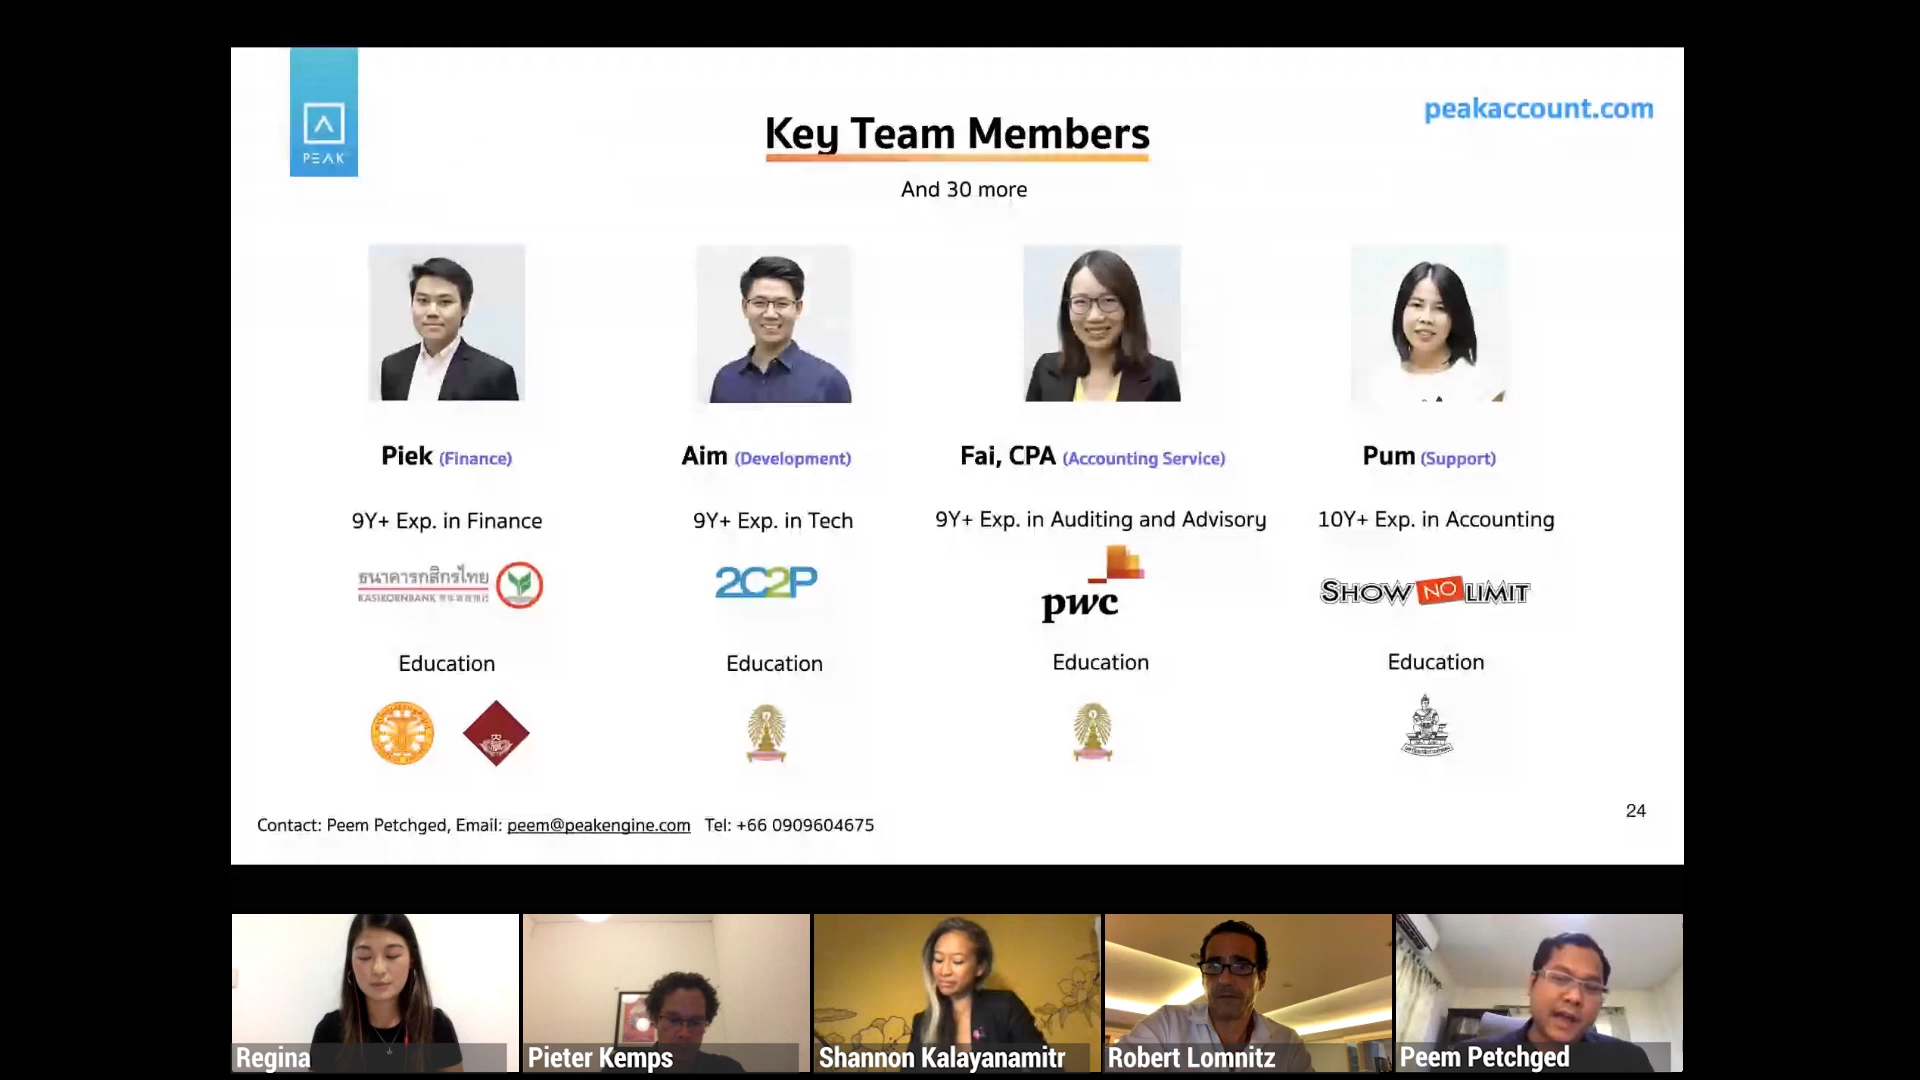 PEAK
peakaccount.com
Key Team Members
And 30 more
Piek (Finance)
Aim (Development)
Fai, CPA (Accounting Service)
Pum (Support)
9Y+ Exp. in Finance
9Y+ Exp. in Tech
9Y+ Exp. in Auditing and Advisory
10Y+ Exp. in Accounting
ธนาคารกสิกรไทย
KASIKORNBANK
2C2P
pwc
SHOW NO LIMIT
Education
Education
Education
Education
24
Contact: Peem Petchged, Email: peem@peakengine.com Tel: +66 0909604675
Regina
Pieter Kemps
Shannon Kalayanamitr
Robert Lomnitz
Peem Petchged